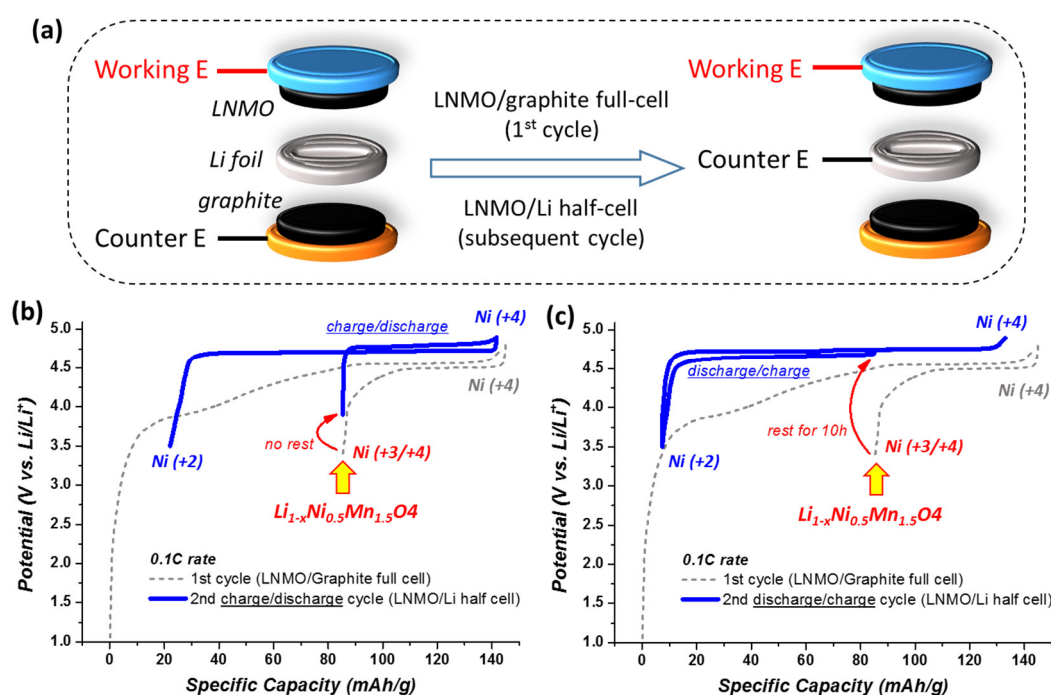 (a)
Working E
LNMO
Li foil
graphite
Counter E
LNMO/graphite full-cell
(1st cycle)
LNMO/Li half-cell
(subsequent cycle)
Working E
Counter E
(b)
Potential (V vs. Li/Li+)
5.0
4.5
4.0
3.5
3.0
2.5
2.0
1.5
1.0
charge/discharge
Ni (+4)
Ni (+4)
no rest
Ni (+2)
Ni (+3/+4)
Li1-xNi0.5Mn1.5O4
0.1C rate
1st cycle (LNMO/Graphite full cell)
2nd charge/discharge cycle (LNMO/Li half cell)
0 20 40 60 80 100 120 140
Specific Capacity (mAh/g)
(c)
Potential (V vs. Li/Li+)
5.0
4.5
4.0
3.5
3.0
2.5
2.0
1.5
1.0
Ni (+4)
discharge/charge
Ni (+4)
rest for 10h
Ni (+2)
Ni (+3/+4)
Li1-xNi0.5Mn1.5O4
0.1C rate
1st cycle (LNMO/Graphite full cell)
2nd discharge/charge cycle (LNMO/Li half cell)
0 20 40 60 80 100 120 140
Specific Capacity (mAh/g)